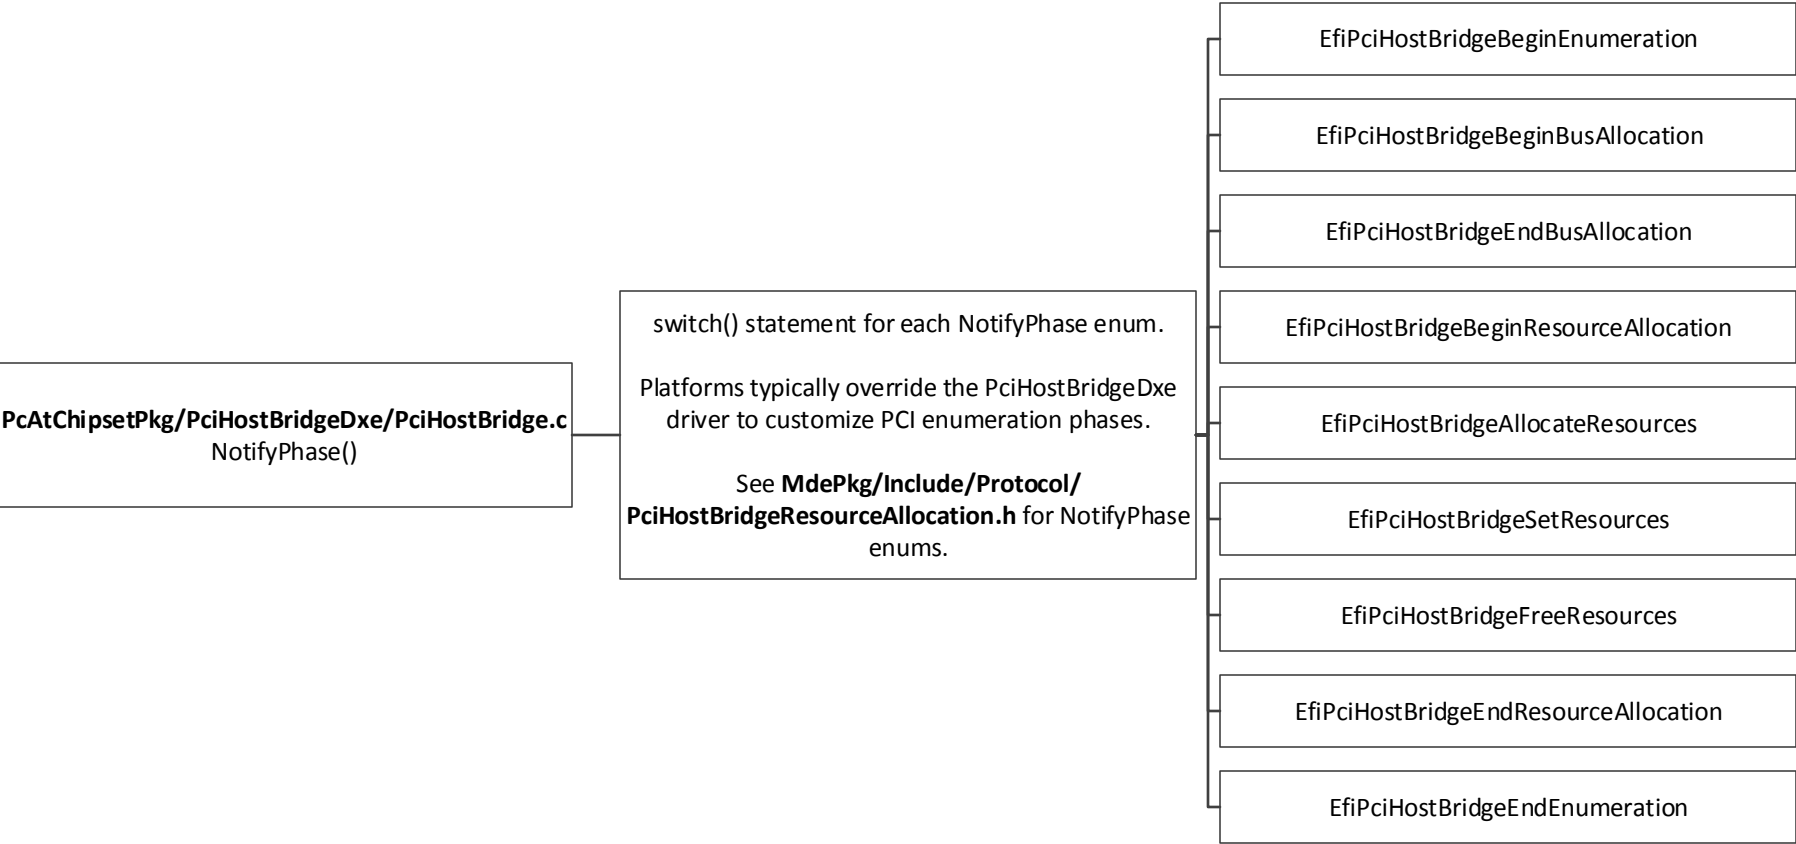 PcAtChipsetPkg/PciHostBridgeDxe/PciHostBridge.c
NotifyPhase()
switch() statement for each NotifyPhase enum.
Platforms typically override the PciHostBridgeDxe
driver to customize PCI enumeration phases.
See MdePkg/Include/Protocol/
PciHostBridgeResourceAllocation.h for NotifyPhase
enums.
EfiPciHostBridgeBeginEnumeration
EfiPciHostBridgeBeginBusAllocation
EfiPciHostBridgeEndBusAllocation
EfiPciHostBridgeBeginResourceAllocation
EfiPciHostBridgeAllocateResources
EfiPciHostBridgeSetResources
EfiPciHostBridgeFreeResources
EfiPciHostBridgeEndResourceAllocation
EfiPciHostBridgeEndEnumeration